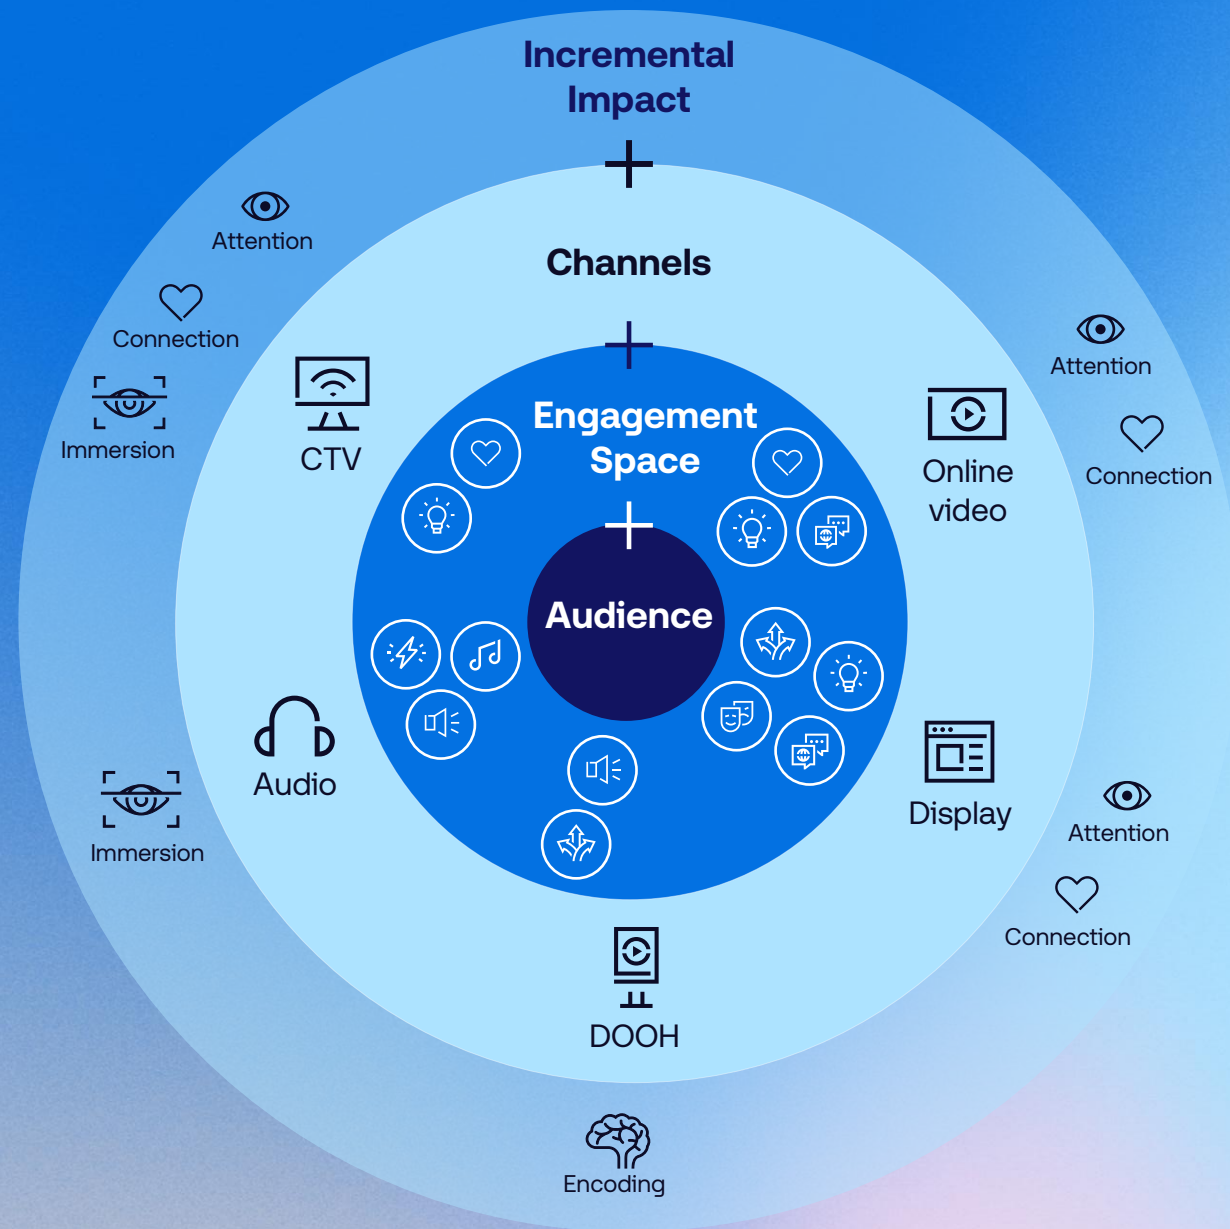 Incremental
Impact
Channels
Engagement
Space
Audience
Attention
Connection
Immersion
CTV
Online
video
Attention
Connection
Audio
Immersion
Display
Attention
Connection
DOOH
Encoding